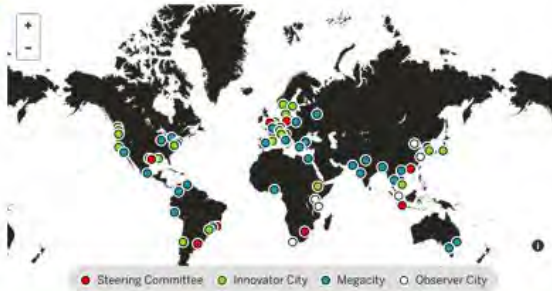 +
−
i
Steering Committee Innovator City Megacity Observer City